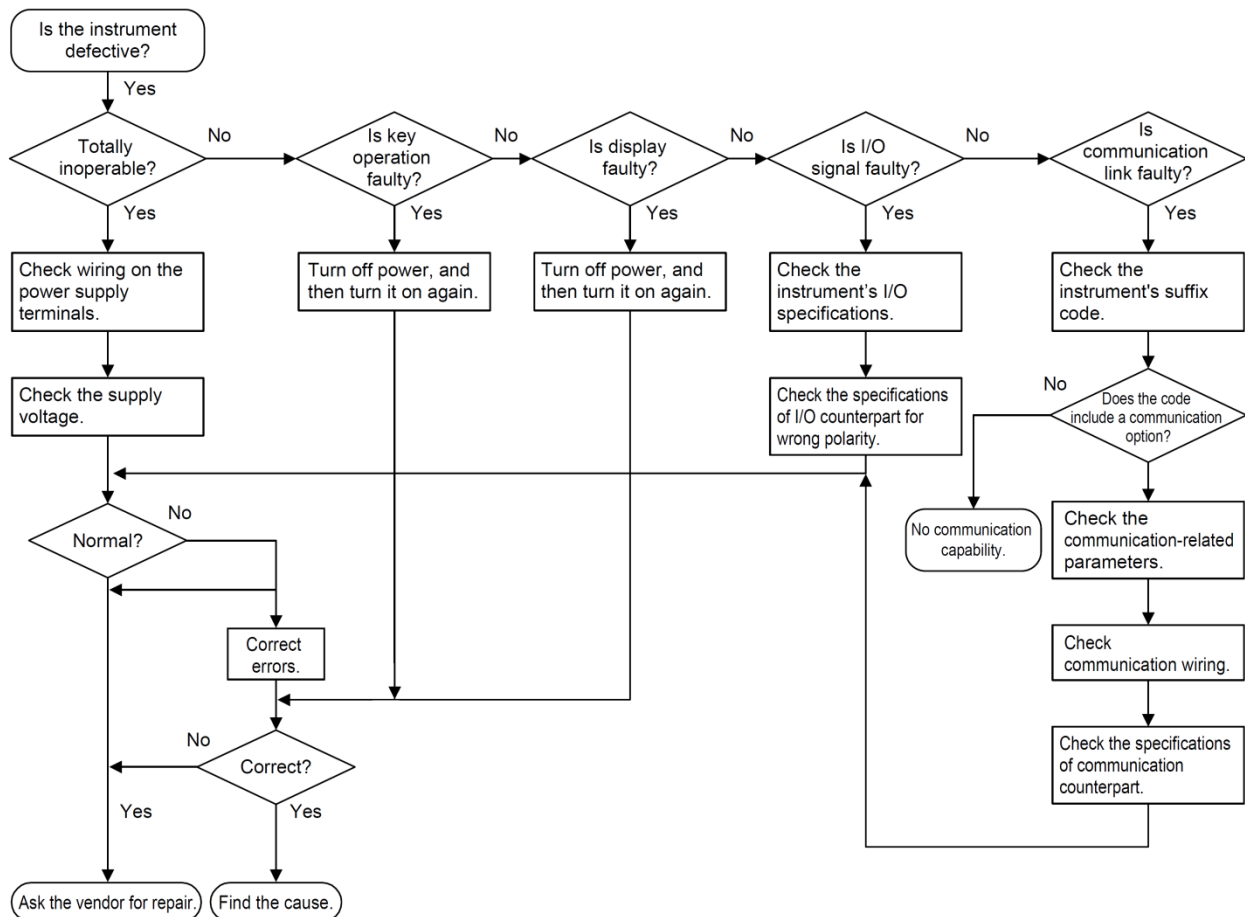 Is the instrument
defective?
Yes
Totally
inoperable?
No
Yes
Is key
operation
faulty?
No
Yes
Is display
faulty?
No
Yes
Is I/O
signal faulty?
No
Yes
Is
communication
link faulty?
Yes
Check wiring on the
power supply
terminals.
Turn off power, and
then turn it on again.
Turn off power, and
then turn it on again.
Check the
instrument’s I/O
specifications.
Check the
instrument's suffix
code.
Check the supply
voltage.
Check the specifications
of I/O counterpart for
wrong polarity.
No
Does the code
include a communication
option?
Yes
Normal?
No
No communication
capability.
Check the
communication-related
parameters.
Correct
errors.
Check
communication wiring.
No
Correct?
Check the specifications
of communication
counterpart.
Yes
Yes
Ask the vendor for repair.
Find the cause.